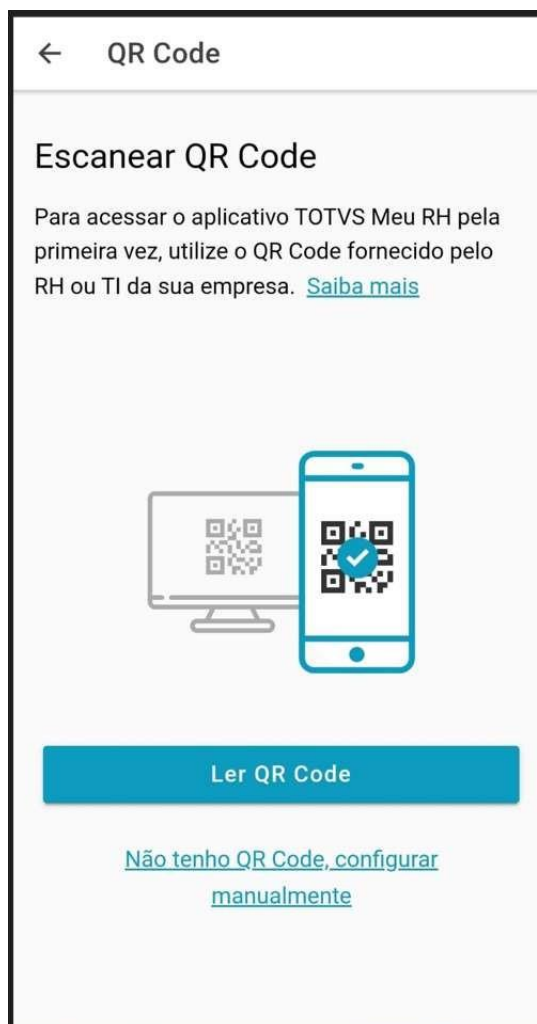 QR Code
Escanear QR Code
Para acessar o aplicativo TOTVS Meu RH pela
primeira vez, utilize o QR Code fornecido pelo
RH ou TI da sua empresa. Saiba mais
Ler QR Code
Não tenho QR Code, configurar
manualmente